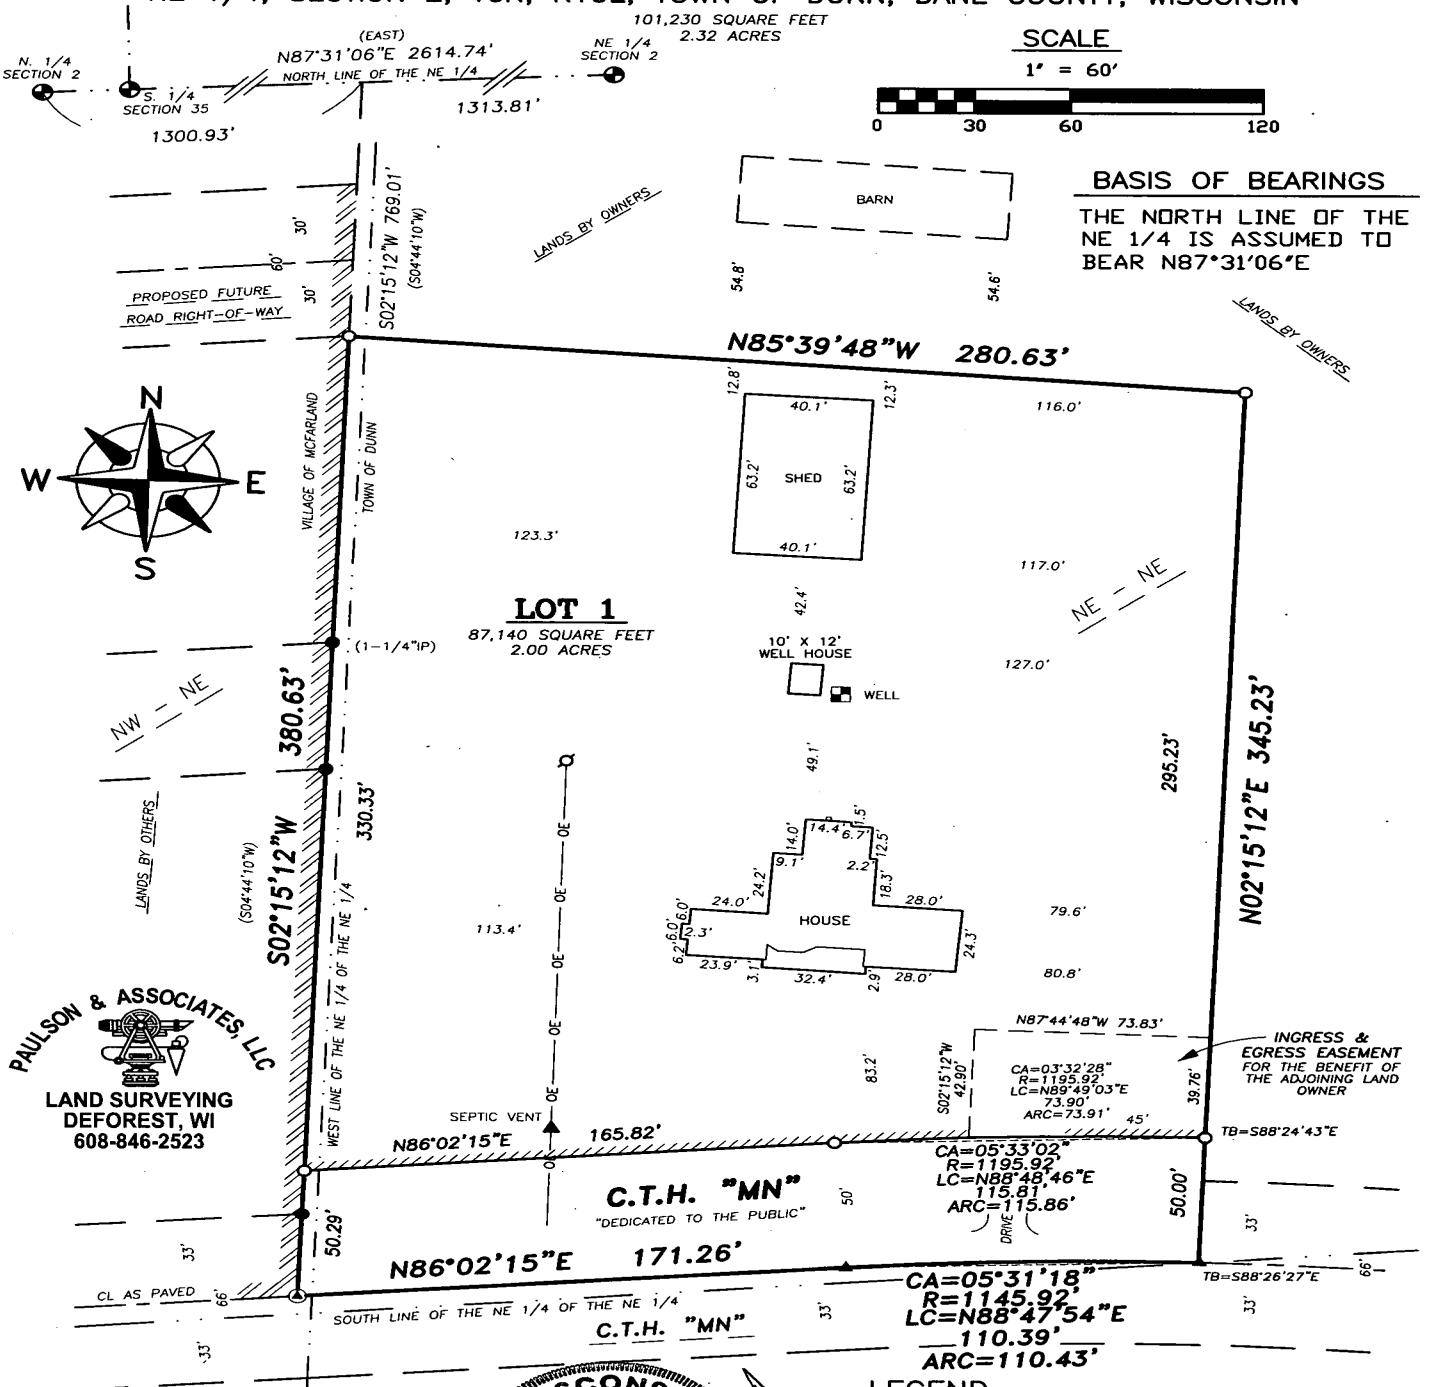 101,230 SQUARE FEET
2.32 ACRES
SCALE
1" = 60'
0 30 60 120
N. 1/4
SECTION 2
S. 1/4
SECTION 35
(EAST)
N87°31'06"E 2614.74'
NORTH LINE OF THE NE 1/4
NE 1/4
SECTION 2
1300.93'
1313.81'
BASIS OF BEARINGS
THE NORTH LINE OF THE
NE 1/4 IS ASSUMED TO
BEAR N87°31'06"E
S02°15'12"W 769.01'
(S04°44'10"W)
30'
60'
30'
PROPOSED FUTURE
ROAD RIGHT-OF-WAY
LANDS BY OWNERS
BARN
54.8'
54.6'
LANDS BY OWNERS
N85°39'48"W 280.63'
12.8'
12.3'
40.1'
116.0'
63.2'
SHED
63.2'
40.1'
N
W E
S
VILLAGE OF MCFARLAND
TOWN OF DUNN
123.3'
117.0'
42.4'
NE - NE
LOT 1
87,140 SQUARE FEET
2.00 ACRES
(1-1/4"IP)
10' X 12'
WELL HOUSE
WELL
127.0'
NW - NE
380.63'
S02°15'12"W
(S04°44'10"W)
330.33'
LANDS BY OTHERS
WEST LINE OF THE NE 1/4 OF THE NE 1/4
49.1'
295.23'
N02°15'12"E 345.23'
OE
OE
OE
OE
OE
OE
113.4'
14.4'
1.5'
6.7'
14.0'
12.5'
9.1'
2.2'
24.2'
18.3'
24.0'
28.0'
6.0'
6.0'
2.3'
6.2'
HOUSE
24.3'
23.9'
3.1'
32.4'
2.9'
28.0'
79.6'
80.8'
83.2'
PAULSON & ASSOCIATES, LLC
LAND SURVEYING
DEFOREST, WI
608-846-2523
N87°44'48"W 73.83'
S02°15'12"W
42.90'
CA=03°32'28"
R=1195.92'
LC=N89°49'03"E
73.90'
ARC=73.91'
45'
39.76'
INGRESS &
EGRESS EASEMENT
FOR THE BENEFIT OF
THE ADJOINING LAND
OWNER
SEPTIC VENT
N86°02'15"E 165.82'
TB=S88°24'43"E
CA=05°33'02"
R=1195.92'
LC=N88°48'46"E
115.81'
ARC=115.86'
DRIVE
C.T.H. "MN"
"DEDICATED TO THE PUBLIC"
50'
50.00'
50.29'
N86°02'15"E 171.26'
33'
33'
66'
TB=S88°26'27"E
CL AS PAVED
66'
33'
33'
33'
SOUTH LINE OF THE NE 1/4 OF THE NE 1/4
C.T.H. "MN"
CA=05°31'18"
R=1145.92'
LC=N88°47'54"E
110.39'
ARC=110.43'